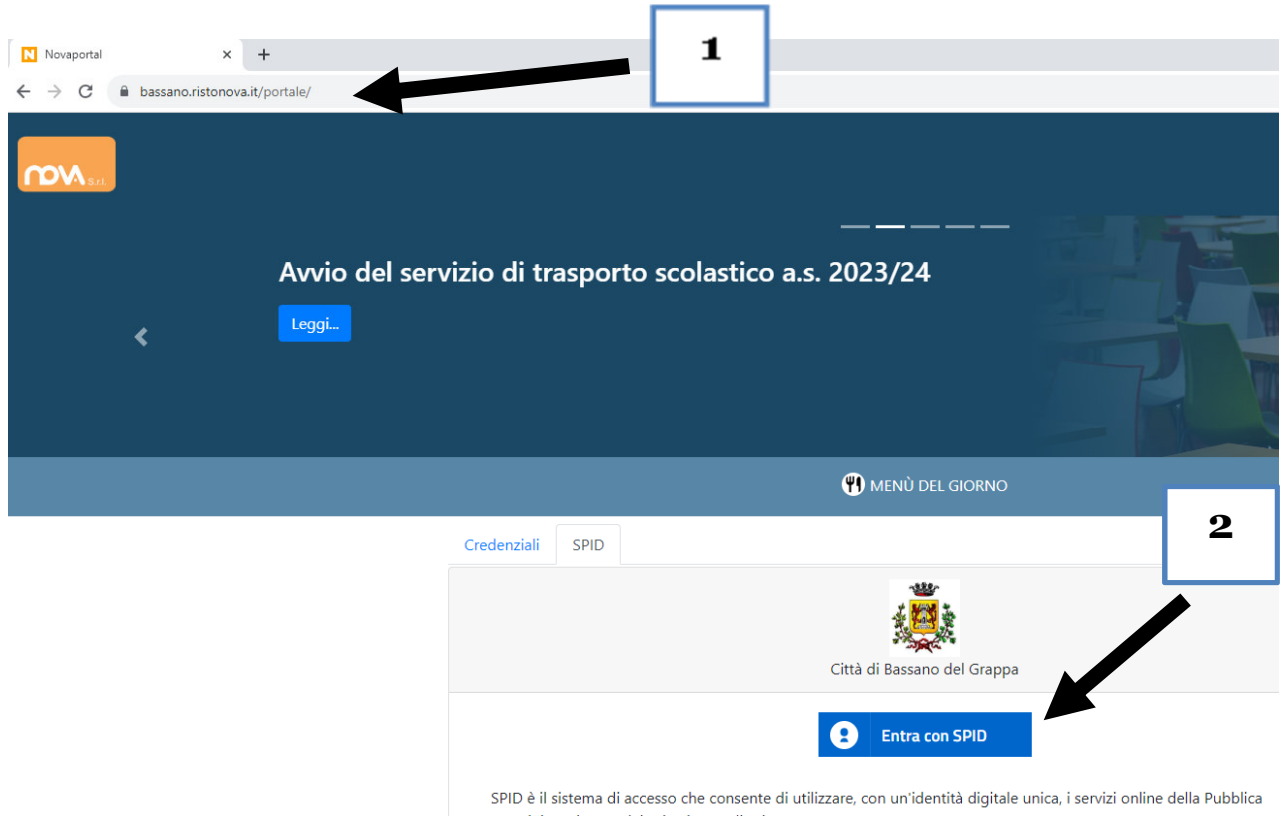 1
Novaportal
bassano.ristonova.it/portale/
nova S.r.l.
Avvio del servizio di trasporto scolastico a.s. 2023/24
Leggi...
MENÙ DEL GIORNO
2
Credenziali SPID
Città di Bassano del Grappa
Entra con SPID
SPID è il sistema di accesso che consente di utilizzare, con un'identità digitale unica, i servizi online della Pubblica